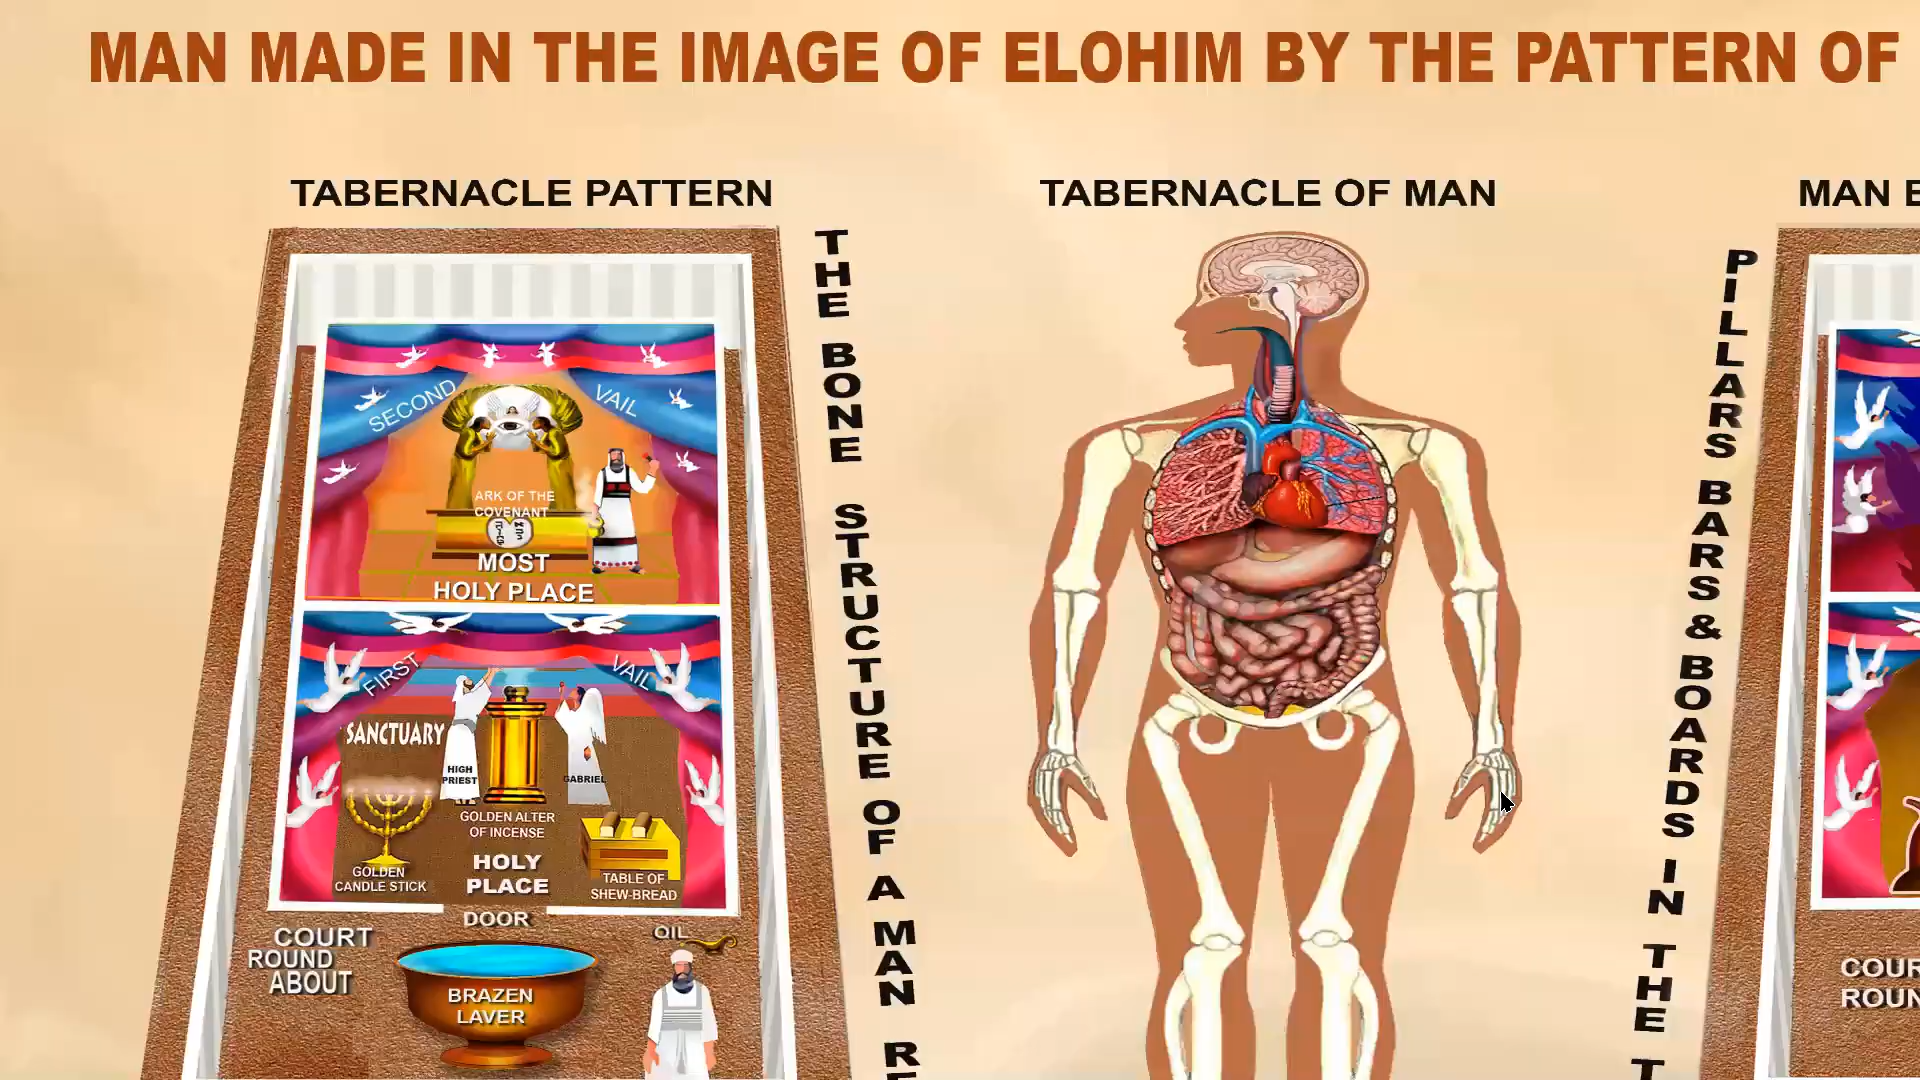 MAN MADE IN THE IMAGE OF ELOHIM BY THE PATTERN OF
TABERNACLE PATTERN
TABERNACLE OF MAN
MAN
THE BONE STRUCTURE OF A MAN
PILLARS BARS & BOARDS IN THE
SECOND
VAIL
ARK OF THE
COVENANT
MOST
HOLY PLACE
FIRST
VAIL
SANCTUARY
HIGH
PRIEST
GABRIEL
GOLDEN ALTER
OF INCENSE
HOLY
PLACE
GOLDEN
CANDLE STICK
TABLE OF
SHEW-BREAD
DOOR
COURT
ROUND
ABOUT
OIL
BRAZEN
LAVER
COUR
ROUN